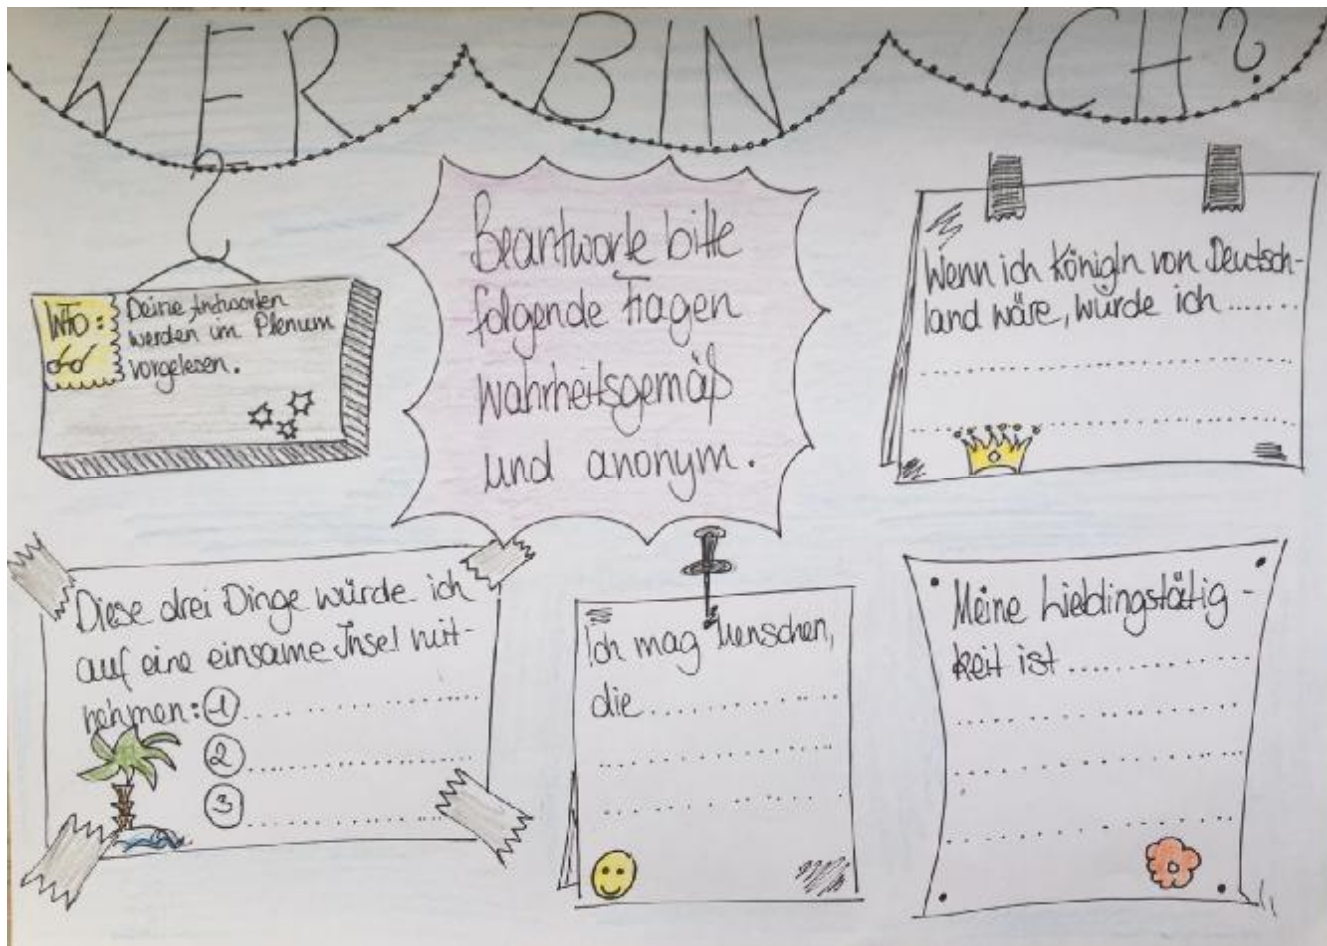 WER BIN ICH?
INFO:
Deine Antworten
werden im Plenum
vorgelesen.
Beantworte bitte
folgende Fragen
wahrheitsgemäß
und anonym.
Wenn ich Königin von Deutsch-
land wäre, würde ich .......
Diese drei Dinge würde ich
auf eine einsame Insel mit-
nehmen: 1
2
3
Ich mag Menschen,
die
Meine Lieblingstätig-
keit ist